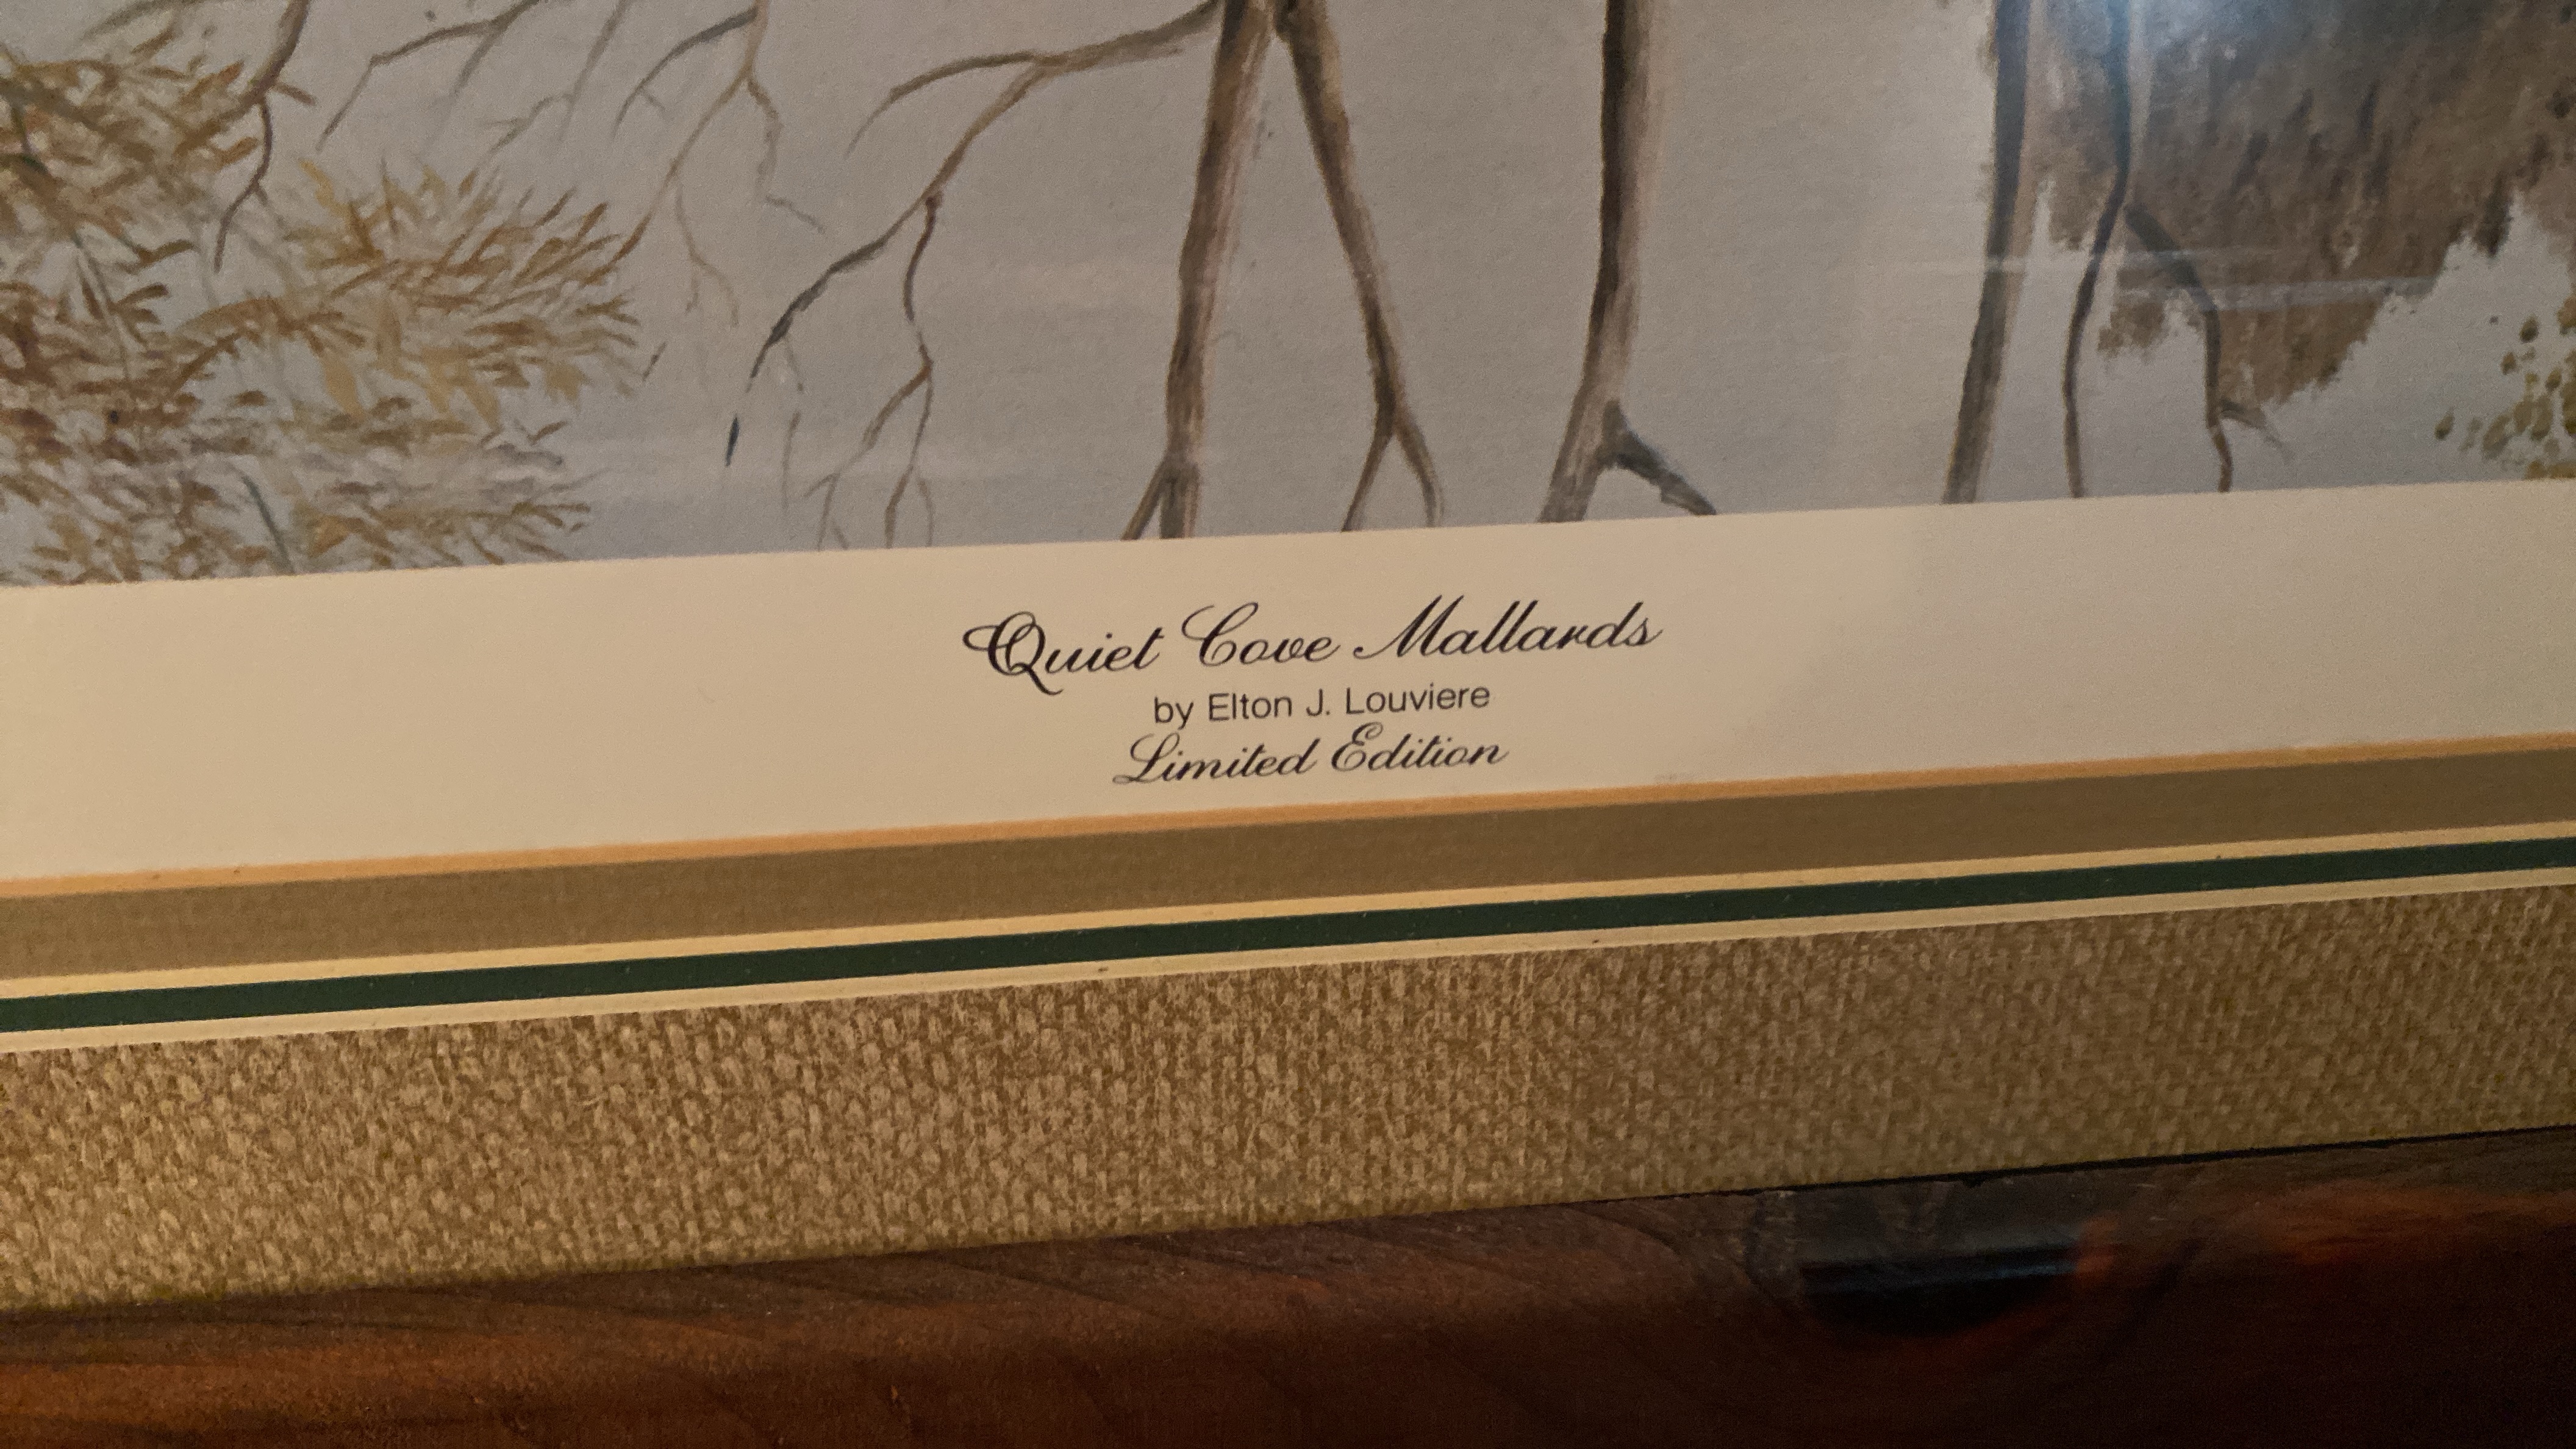 Quiet Cove Mallards
by Elton J. Louviere
Limited Edition